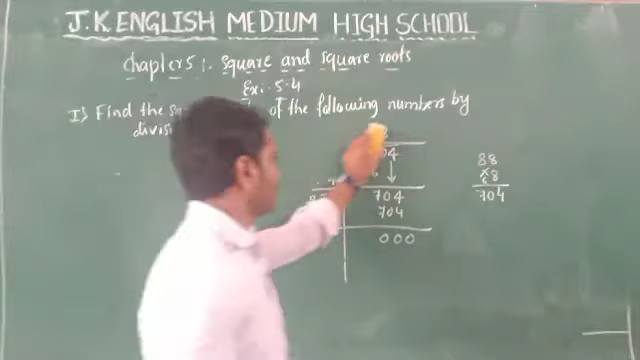 J.K ENGLISH MEDIUM HIGH SCHOOL
Chapter 5 : square and square roots
Ex:- 5.4
I) Find the of the following numbers by
04
704
704
000
88
×8
704